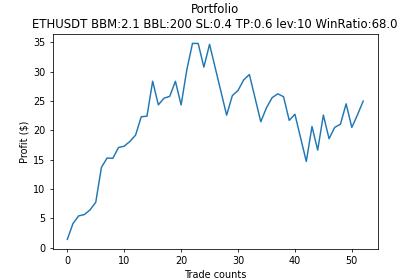 Portfolio
ETHUSDT BBM:2.1 BBL:200 SL:0.4 TP:0.6 lev:10 WinRatio:68.0
Profit ($)
35
30
25
20
15
10
5
0
0 10 20 30 40 50
Trade counts